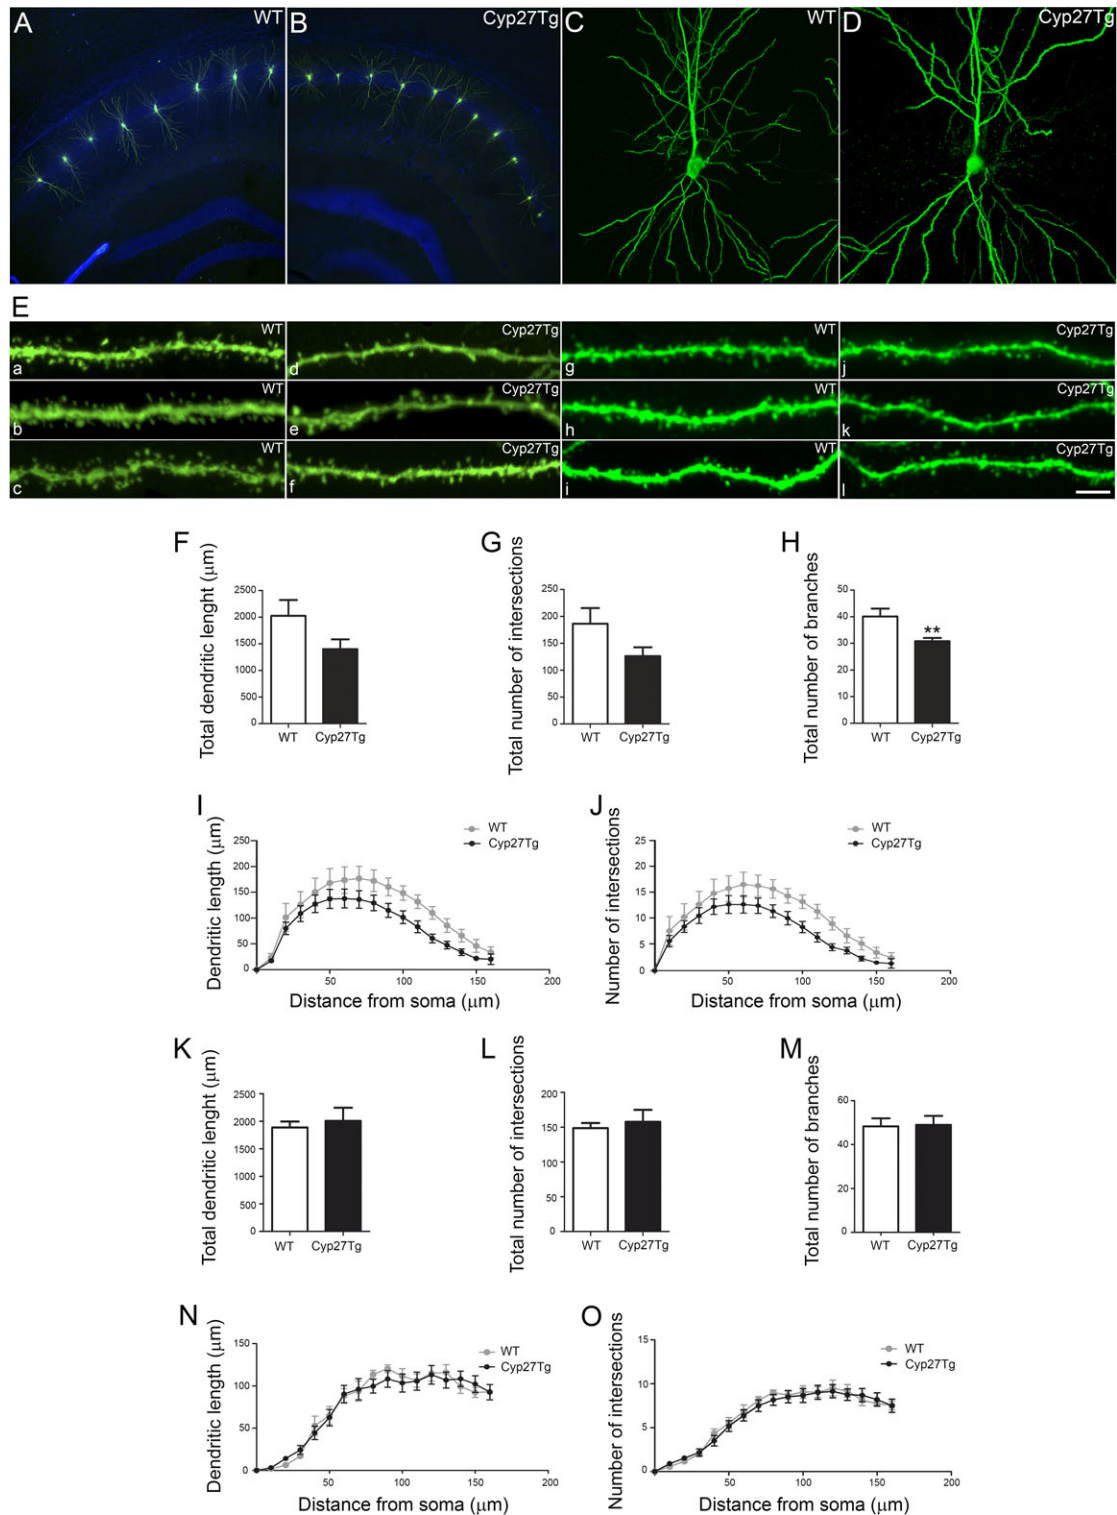 A WT B Cyp27Tg C WT D Cyp27Tg
E
WT Cyp27Tg WT Cyp27Tg
a d g j
WT Cyp27Tg WT Cyp27Tg
b e h k
WT Cyp27Tg WT Cyp27Tg
c f i l
F G H
Total dendritic lenght (μm)
2500
2000
1500
1000
500
0
WT Cyp27Tg
Total number of intersections
250
200
150
100
50
0
WT Cyp27Tg
Total number of branches
60
40
30
20
10
0
**
WT Cyp27Tg
I
Dendritic length (μm)
250
200
150
100
50
0
50 100 150 200
Distance from soma (μm)
WT
Cyp27Tg
J
Number of intersections
25
20
15
10
5
0
50 100 150 200
Distance from soma (μm)
WT
Cyp27Tg
K L M
Total dendritic lenght (μm)
2500
2000
1500
1000
500
0
WT Cyp27Tg
Total number of intersections
200
150
100
50
0
WT Cyp27Tg
Total number of branches
60
40
20
0
WT Cyp27Tg
N
Dendritic length (μm)
150
100
50
0
50 100 150 200
Distance from soma (μm)
WT
Cyp27Tg
O
Number of intersections
15
10
5
0
50 100 150 200
Distance from soma (μm)
WT
Cyp27Tg